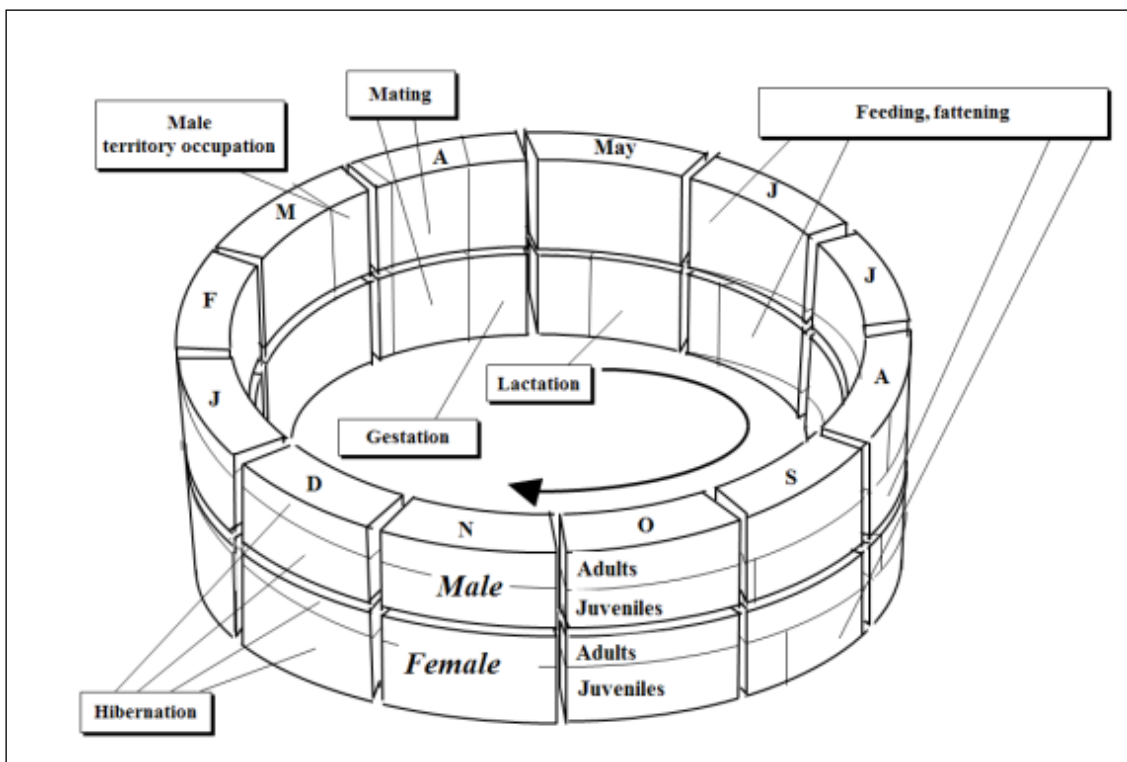 Mating
Male
territory occupation
Feeding, fattening
A
May
J
M
J
F
A
J
Lactation
Gestation
S
D
N
O
Male
Adults
Juveniles
Female
Adults
Juveniles
Hibernation